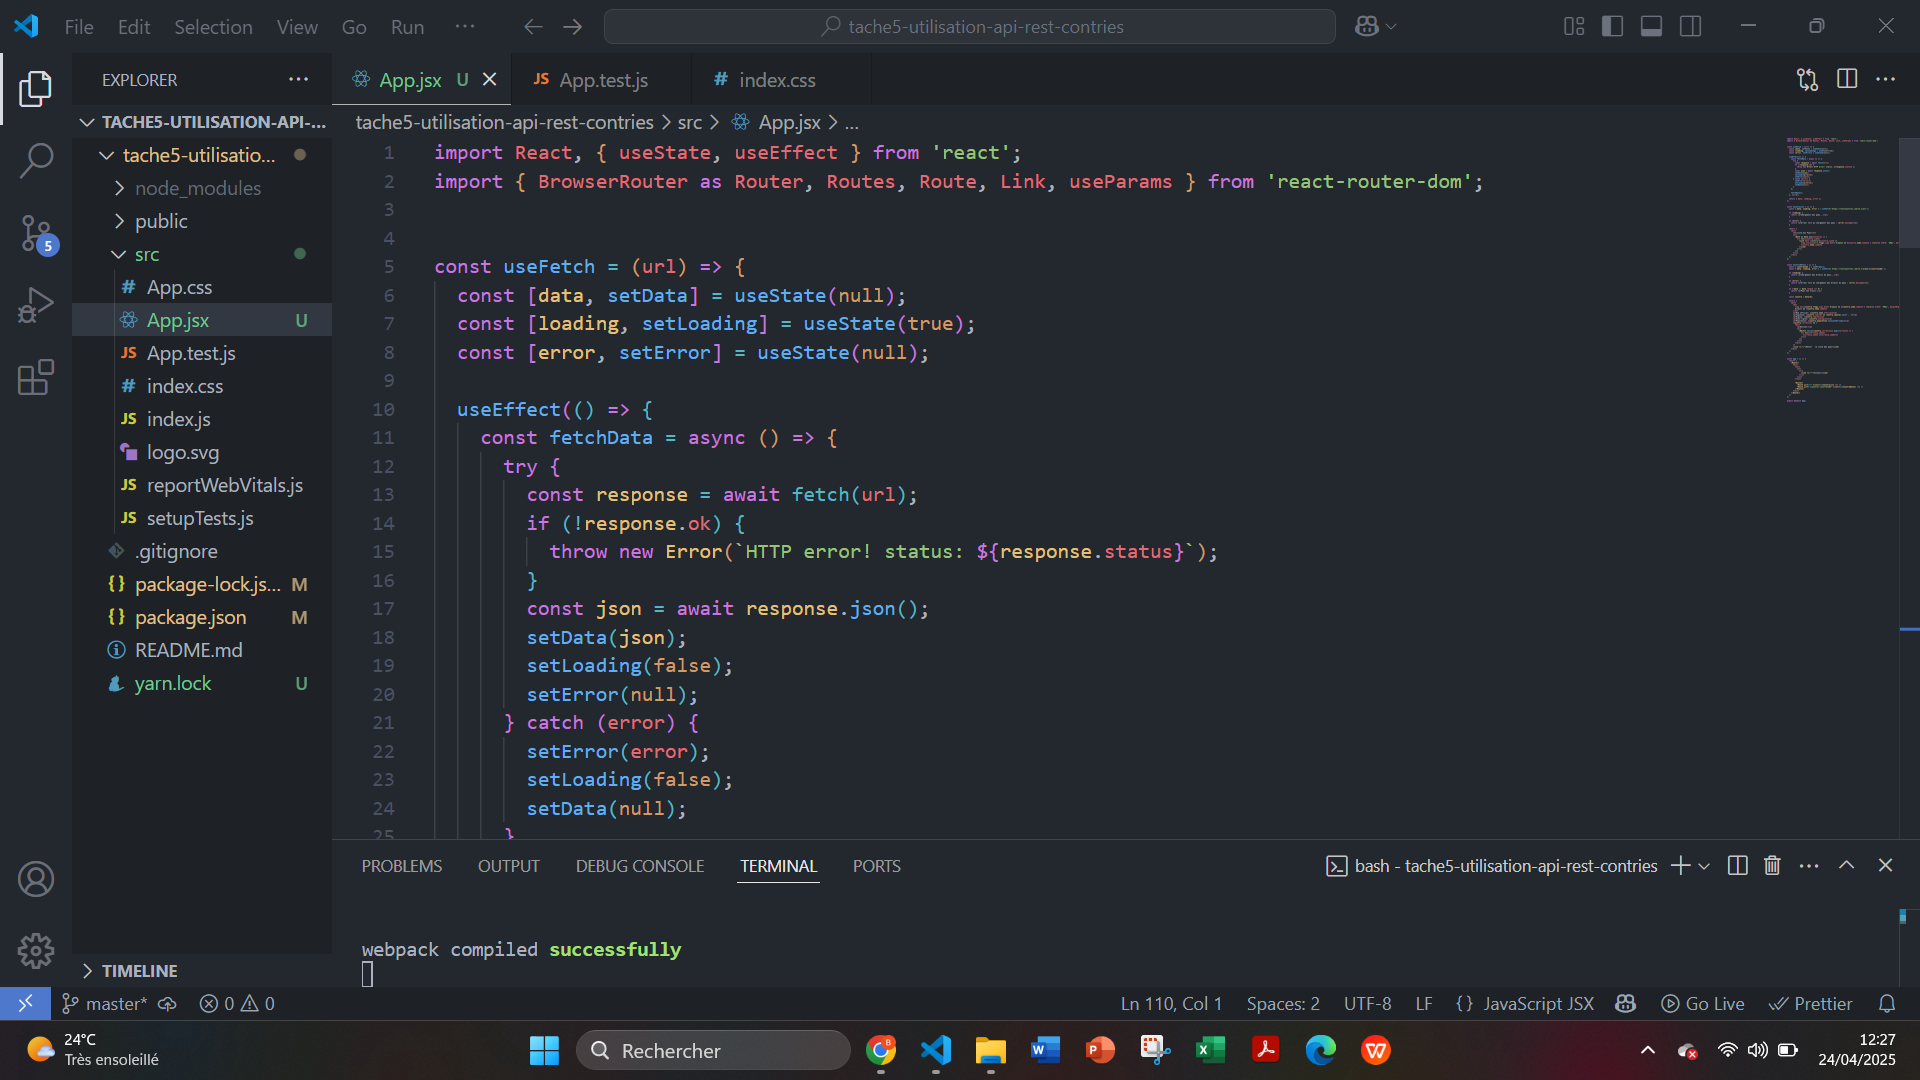 File Edit Selection View Go Run ··· tache5-utilisation-api-rest-contries
EXPLORER ···
App.jsx U
JS App.test.js
# index.css
TACHE5-UTILISATION-API-...
tache5-utilisatio...
node_modules
public
src
# App.css
App.jsx U
JS App.test.js
# index.css
JS index.js
logo.svg
JS reportWebVitals.js
JS setupTests.js
.gitignore
{} package-lock.js... M
{} package.json M
README.md
yarn.lock U
TIMELINE
5
tache5-utilisation-api-rest-contries > src > App.jsx > ...
1 import React, { useState, useEffect } from 'react';
2 import { BrowserRouter as Router, Routes, Route, Link, useParams } from 'react-router-dom';
3
4
5 const useFetch = (url) => {
6 const [data, setData] = useState(null);
7 const [loading, setLoading] = useState(true);
8 const [error, setError] = useState(null);
9
10 useEffect(() => {
11 const fetchData = async () => {
12 try {
13 const response = await fetch(url);
14 if (!response.ok) {
15 throw new Error(`HTTP error! status: ${response.status}`);
16 }
17 const json = await response.json();
18 setData(json);
19 setLoading(false);
20 setError(null);
21 } catch (error) {
22 setError(error);
23 setLoading(false);
24 setData(null);
25 }
PROBLEMS OUTPUT DEBUG CONSOLE TERMINAL PORTS
bash - tache5-utilisation-api-rest-contries
webpack compiled successfully
master* 0 0
Ln 110, Col 1 Spaces: 2 UTF-8 LF {} JavaScript JSX Go Live Prettier
24°C
Très ensoleillé
Rechercher
12:27
24/04/2025